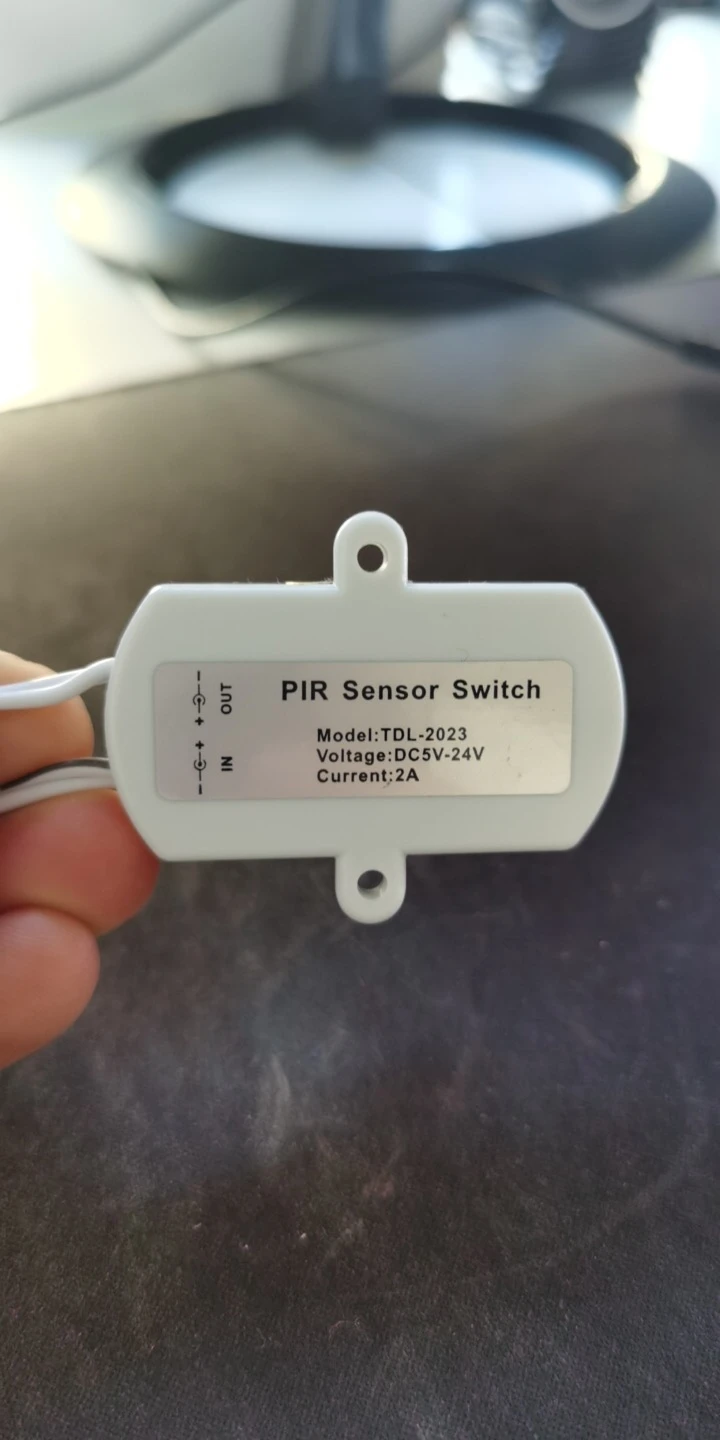 PIR Sensor Switch
Model:TDL-2023
Voltage:DC5V-24V
Current:2A
- + OUT
+ - IN